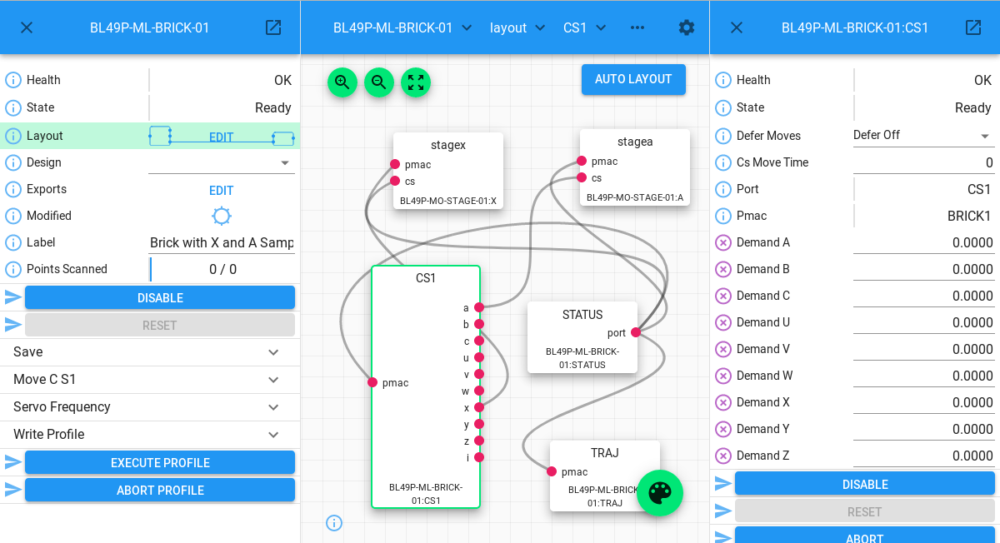 BL49P-ML-BRICK-01
Health
OK
State
Ready
Layout
EDIT
Design
Exports
EDIT
Modified
Label
Brick with X and A Samp
Points Scanned
0 / 0
DISABLE
RESET
Save
Move C S1
Servo Frequency
Write Profile
EXECUTE PROFILE
ABORT PROFILE
BL49P-ML-BRICK-01
layout
CS1
AUTO LAYOUT
stagex
pmac
cs
BL49P-MO-STAGE-01:X
stagea
pmac
cs
BL49P-MO-STAGE-01:A
CS1
a
b
c
u
v
w
pmac
x
y
z
i
BL49P-ML-BRICK-
01:CS1
STATUS
port
BL49P-ML-BRICK-
01:STATUS
TRAJ
pmac
BL49P-ML-BRICK
01:TRAJ
BL49P-ML-BRICK-01:CS1
Health
OK
State
Ready
Defer Moves
Defer Off
Cs Move Time
0
Port
CS1
Pmac
BRICK1
Demand A
0.0000
Demand B
0.0000
Demand C
0.0000
Demand U
0.0000
Demand V
0.0000
Demand W
0.0000
Demand X
0.0000
Demand Y
0.0000
Demand Z
0.0000
DISABLE
RESET
ABORT